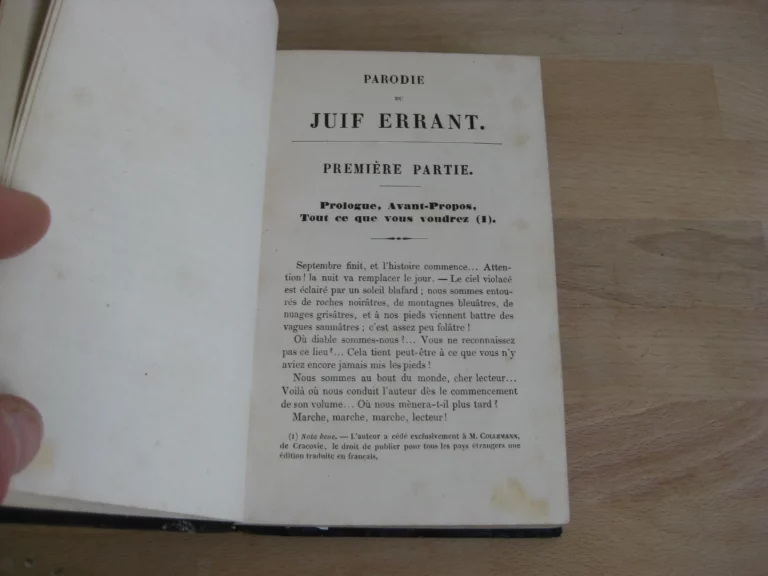 PARODIE
DU
JUIF ERRANT.
PREMIÈRE PARTIE.
Prologue, Avant-Propos,
Tout ce que vous voudrez (1).
Septembre finit, et l'histoire commence... Atten-
tion! la nuit va remplacer le jour. — Le ciel violacé
est éclairé par un soleil blafard; nous sommes entou-
rés de roches noirâtres, de montagnes bleuâtres, de
nuages grisâtres, et à nos pieds viennent battre des
vagues saumâtres; c'est assez peu folâtre!
Où diable sommes-nous!... Vous ne reconnaissez
pas ce lieu?... Cela tient peut-être à ce que vous n'y
aviez encore jamais mis les pieds!
Nous sommes au bout du monde, cher lecteur...
Voilà où nous conduit l'auteur dès le commencement
de son volume... Où nous mènera-t-il plus tard?
Marche, marche, marche, lecteur!
(1) Nota bene. — L'auteur a cédé exclusivement à M. COLLEMANN,
de Cracovie, le droit de publier pour tous les pays étrangers une
édition traduite en français.